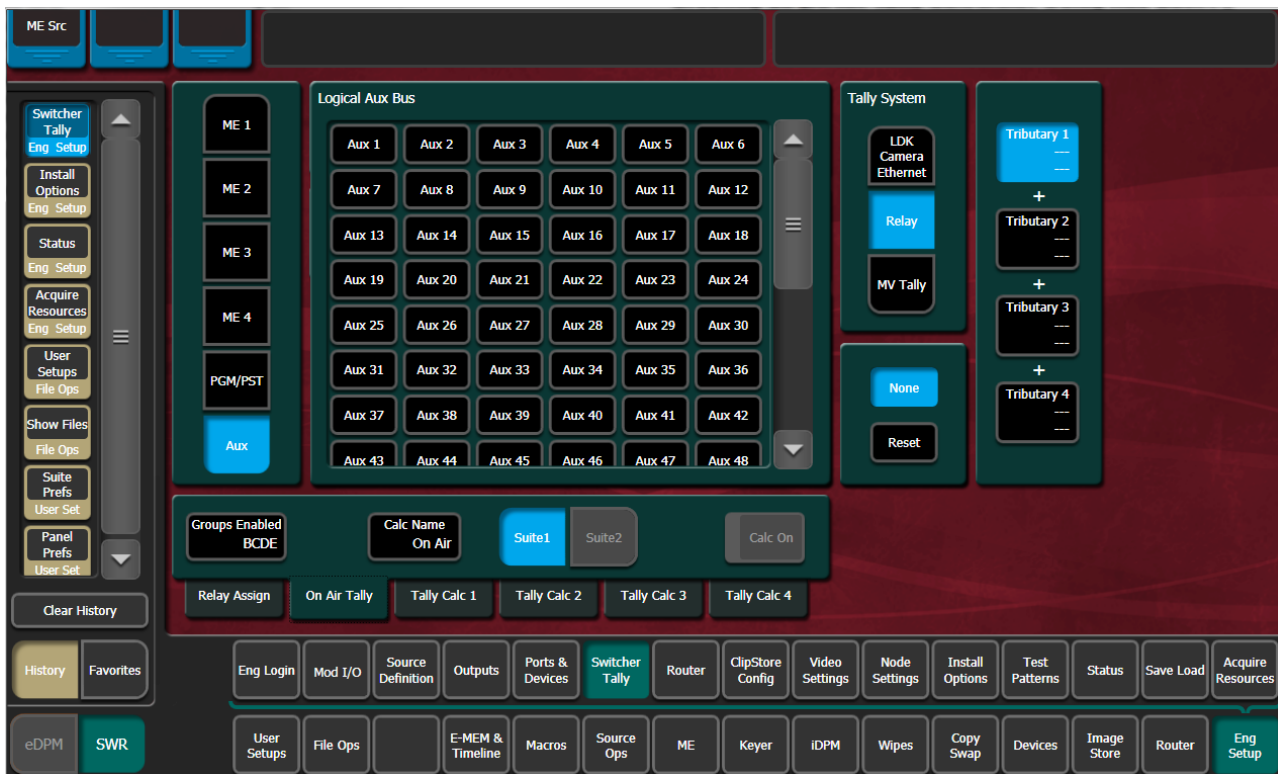 ME Src
Switcher
Tally
Eng Setup
Install
Options
Eng Setup
Status
Eng Setup
Acquire
Resources
Eng Setup
User
Setups
File Ops
Show Files
File Ops
Suite
Prefs
User Set
Panel
Prefs
User Set
Clear History
History
Favorites
eDPM
SWR
ME 1
ME 2
ME 3
ME 4
PGM/PST
Aux
Logical Aux Bus
Aux 1 Aux 2 Aux 3 Aux 4 Aux 5 Aux 6
Aux 7 Aux 8 Aux 9 Aux 10 Aux 11 Aux 12
Aux 13 Aux 14 Aux 15 Aux 16 Aux 17 Aux 18
Aux 19 Aux 20 Aux 21 Aux 22 Aux 23 Aux 24
Aux 25 Aux 26 Aux 27 Aux 28 Aux 29 Aux 30
Aux 31 Aux 32 Aux 33 Aux 34 Aux 35 Aux 36
Aux 37 Aux 38 Aux 39 Aux 40 Aux 41 Aux 42
Aux 43 Aux 44 Aux 45 Aux 46 Aux 47 Aux 48
Tally System
LDK
Camera
Ethernet
Relay
MV Tally
None
Reset
Tributary 1
---
---
+
Tributary 2
---
---
+
Tributary 3
---
---
+
Tributary 4
---
---
Groups Enabled
BCDE
Calc Name
On Air
Suite1
Suite2
Calc On
Relay Assign
On Air Tally
Tally Calc 1
Tally Calc 2
Tally Calc 3
Tally Calc 4
Eng Login
Mod I/O
Source
Definition
Outputs
Ports &
Devices
Switcher
Tally
Router
ClipStore
Config
Video
Settings
Node
Settings
Install
Options
Test
Patterns
Status
Save Load
Acquire
Resources
User
Setups
File Ops
E-MEM &
Timeline
Macros
Source
Ops
ME
Keyer
iDPM
Wipes
Copy
Swap
Devices
Image
Store
Router
Eng
Setup